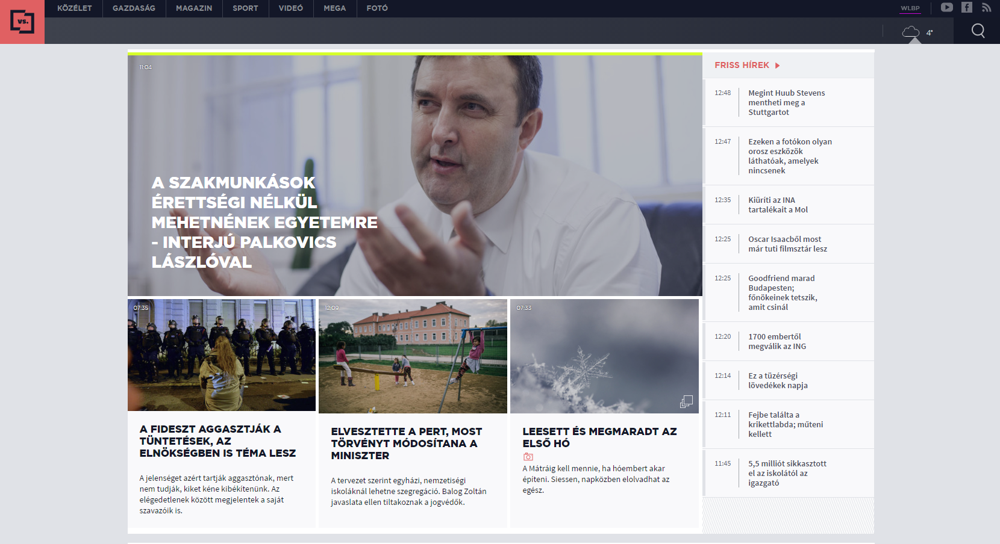 vs.
KÖZÉLET
GAZDASÁG
MAGAZIN
SPORT
VIDEÓ
MEGA
FOTÓ
WLBP
4°
11:04
A SZAKMUNKÁSOK
ÉRETTSÉGI NÉLKÜL
MEHETNÉNEK EGYETEMRE
- INTERJÚ PALKOVICS
LÁSZLÓVAL
07:35
A FIDESZT AGGASZTJÁK A
TÜNTETÉSEK, AZ
ELNÖKSÉGBEN IS TÉMA LESZ
A jelenséget azért tartják aggasztónak, mert
nem tudják, kiket kéne kibékítenünk. Az
elégedetlenek között megjelentek a saját
szavazóik is.
12:09
ELVESZTETTE A PERT, MOST
TÖRVÉNYT MÓDOSÍTANA A
MINISZTER
A tervezet szerint egyházi, nemzetiségi
iskoláknál lehetne szegregáció. Balog Zoltán
javaslata ellen tiltakoznak a jogvédők.
07:33
LEESETT ÉS MEGMARADT AZ
ELSŐ HÓ
A Mátráig kell mennie, ha hóembert akar
építeni. Siessen, napközben elolvadhat az
egész.
FRISS HÍREK
12:48
Megint Huub Stevens
mentheti meg a
Stuttgartot
12:47
Ezeken a fotókon olyan
orosz eszközök
láthatóak, amelyek
nincsenek
12:35
Kiüríti az INA
tartalékait a Mol
12:25
Oscar Isaacből most
már tuti filmsztár lesz
12:25
Goodfriend marad
Budapesten;
főnökeinek tetszik,
amit csinál
12:20
1700 embertől
megválik az ING
12:14
Ez a tüzérségi
lövedékek napja
12:11
Fejbe találta a
krikettlabda; műteni
kellett
11:45
5,5 milliót sikkasztott
el az iskolától az
igazgató